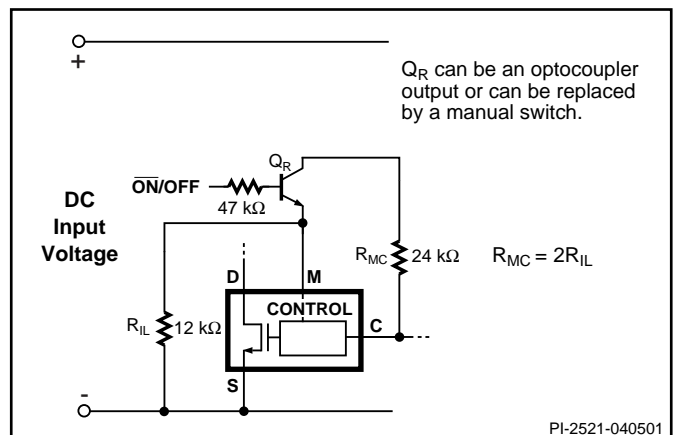 +
Q_R can be an optocoupler
output or can be replaced
by a manual switch.
Q_R
O̅N̅/OFF
47 kΩ
DC
Input
Voltage
R_MC 24 kΩ
R_MC = 2R_IL
D
M
CONTROL
C
R_IL 12 kΩ
S
-
PI-2521-040501